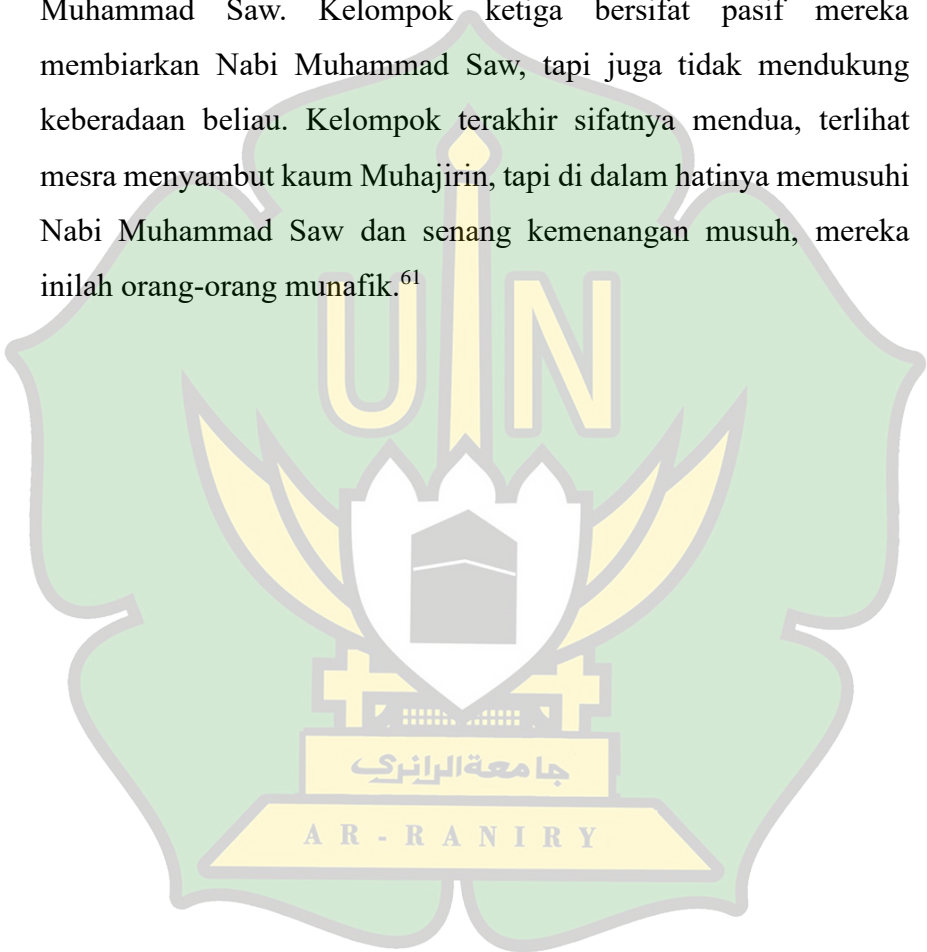 Muhammad Saw. Kelompok ketiga bersifat pasif mereka
membiarkan Nabi Muhammad Saw, tapi juga tidak mendukung
keberadaan beliau. Kelompok terakhir sifatnya mendua, terlihat
mesra menyambut kaum Muhajirin, tapi di dalam hatinya memusuhi
Nabi Muhammad Saw dan senang kemenangan musuh, mereka
inilah orang-orang munafik.61
UIN
جامعة الرانري
AR-RANIRY